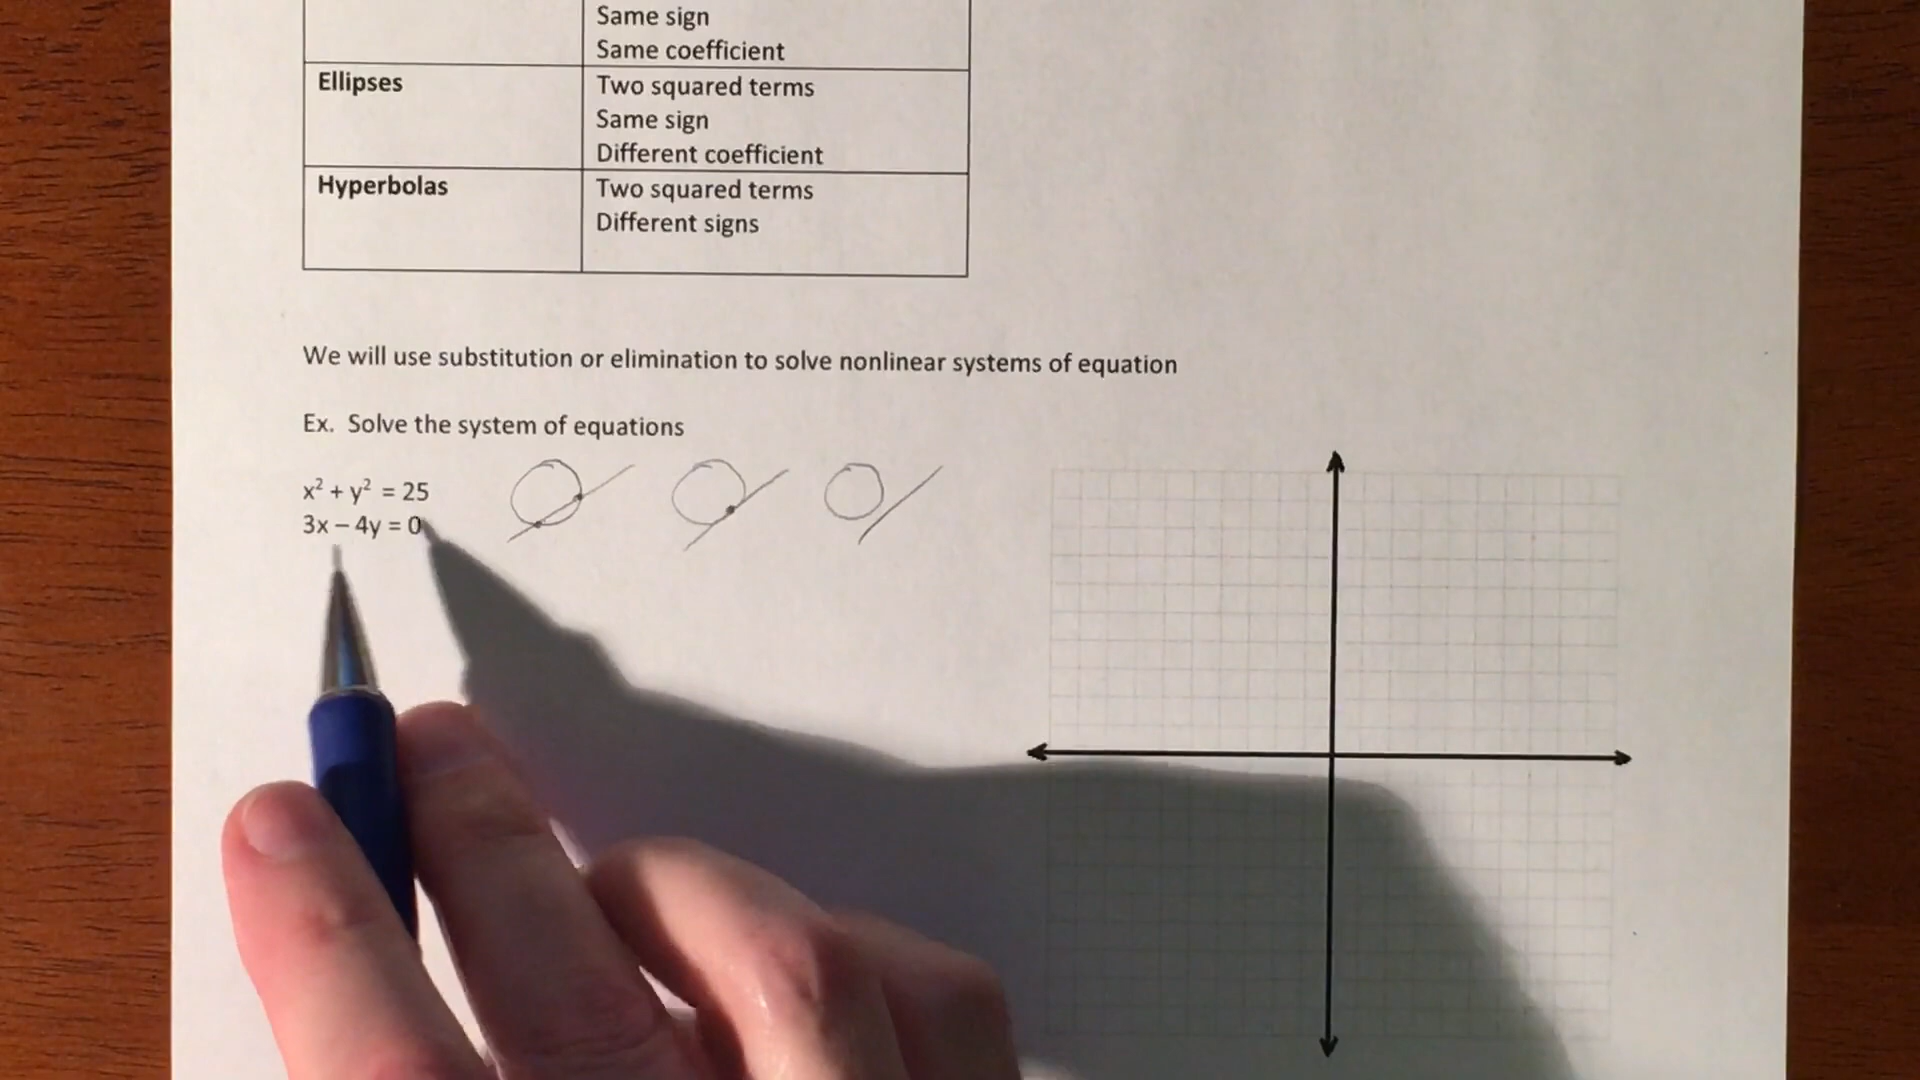 Same sign
Same coefficient
Ellipses
Two squared terms
Same sign
Different coefficient
Hyperbolas
Two squared terms
Different signs
We will use substitution or elimination to solve nonlinear systems of equation
Ex. Solve the system of equations
x² + y² = 25
3x – 4y = 0